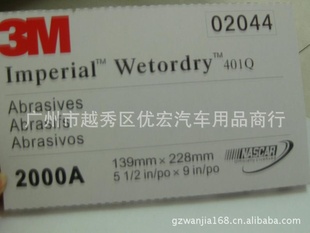 3M
02044
Imperial™ Wetordry™ 401Q
Abrasives
Abrasifs
Abrasivos
广州市越秀区优宏汽车用品商行
2000A
139mm × 228mm
5 1/2 in/po × 9 in/po
NASCAR
gzwanjia168.cn.alibaba.com